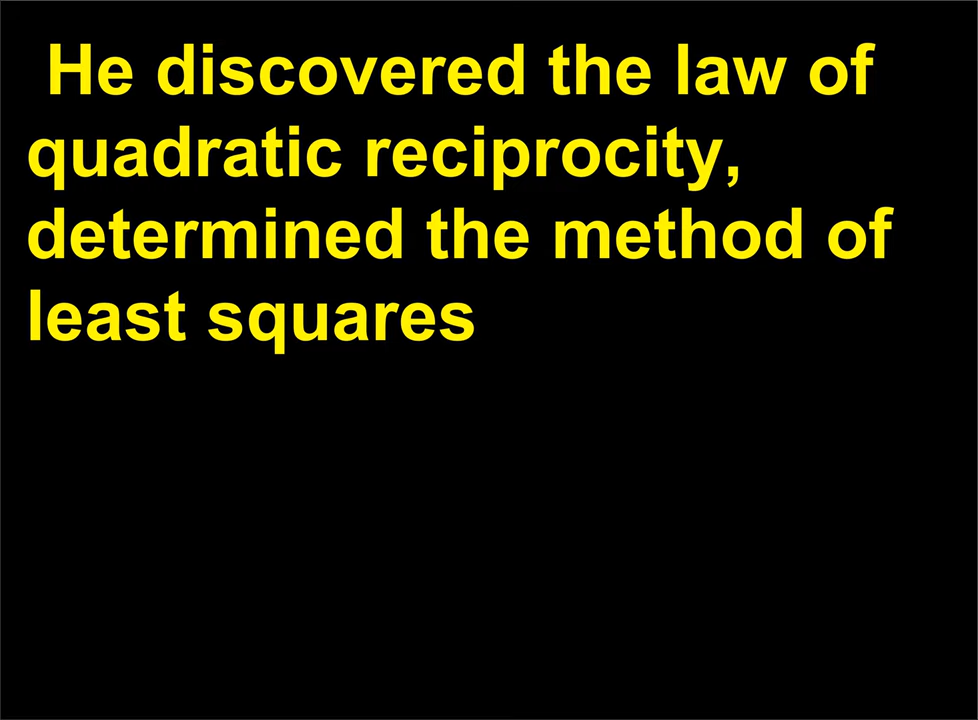 He discovered the law of
quadratic reciprocity,
determined the method of
least squares